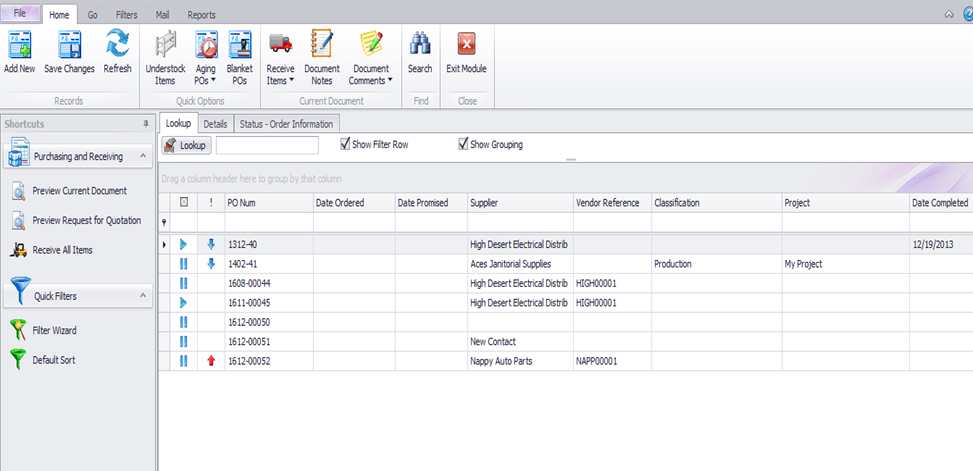 File Home Go Filters Mail Reports
Add New Save Changes Refresh Understock Items Aging POs Blanket POs Receive Items Document Notes Document Comments Search Exit Module
Records Quick Options Current Document Find Close
Shortcuts
Purchasing and Receiving
Preview Current Document
Preview Request for Quotation
Receive All Items
Quick Filters
Filter Wizard
Default Sort
Lookup Details Status - Order Information
Lookup Show Filter Row Show Grouping
Drag a column header here to group by that column
! PO Num Date Ordered Date Promised Supplier Vendor Reference Classification Project Date Completed
1312-40 High Desert Electrical Distrib 12/19/2013
1402-41 Aces Janitorial Supplies Production My Project
1608-00044 High Desert Electrical Distrib HIGH00001
1611-00045 High Desert Electrical Distrib HIGH00001
1612-00050
1612-00051 New Contact
1612-00052 Nappy Auto Parts NAPP00001